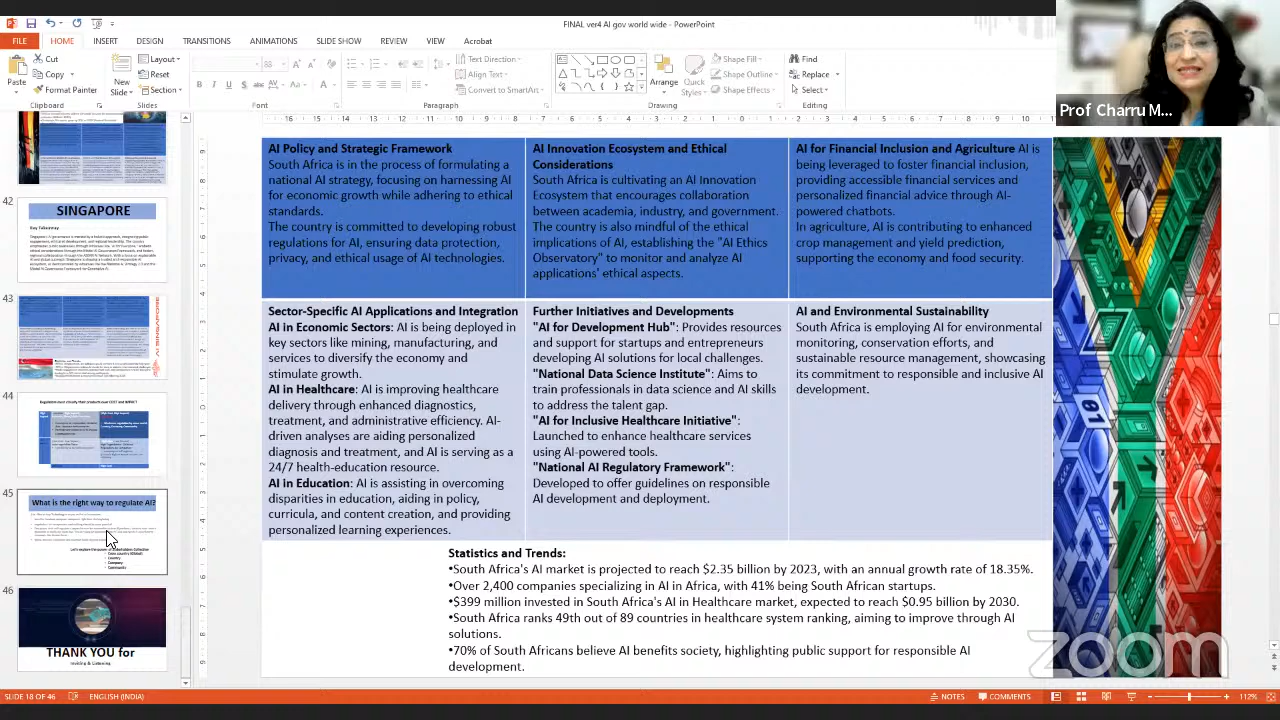 FINAL ver4 AI gov world wide - PowerPoint
FILE
HOME
INSERT
DESIGN
TRANSITIONS
ANIMATIONS
SLIDE SHOW
REVIEW
VIEW
Acrobat
Paste
Cut
Copy
Format Painter
Clipboard
New
Slide
Layout
Reset
Section
Slides
Font
Text Direction
Align Text
Convert to SmartArt
Paragraph
Arrange
Quick
Styles
Shape Fill
Shape Outline
Shape Effects
Drawing
Find
Replace
Select
Editing
Prof Charru M...
42
SINGAPORE
Key Takeaway
43
44
45
What is the right way to regulate AI?
46
THANK YOU for
Inviting & Listening
AI Policy and Strategic Framework
South Africa is in the process of formulating
its AI strategy, focusing on leveraging AI
for economic growth while adhering to ethical
standards.
The country is committed to developing robust
regulations for ensuring data protection,
privacy, and ethical usage of AI technologies.
AI Innovation Ecosystem and Ethical
Considerations
South Africa is cultivating an AI Innovation
Ecosystem that encourages collaboration
between academia, industry, and government.
The country is also mindful of the ethical
implications of AI, establishing the "AI
Observatory" to monitor and analyze AI
applications' ethical aspects.
AI for Financial Inclusion and Agriculture AI is
being utilized to foster financial inclusion,
providing accessible financial services and
personalized financial advice through AI-
powered chatbots.
In agriculture, AI is contributing to enhanced
crop management and yield prediction,
supporting the economy and food security.
Sector-Specific AI Applications and Integration
AI in Economic Sectors: AI is being integrated in
key sectors like mining, manufacturing, and
services to diversify the economy and
stimulate growth.
AI in Healthcare: AI is improving healthcare
delivery through enhanced diagnostics,
treatment, and administrative efficiency. AI-
driven apps are aiding personalized
diagnosis and treatment, and AI is serving as a
24/7 health-education resource.
AI in Education: AI is assisting in overcoming
disparities in education, aiding in policy,
curricula, and content creation, and providing
personalized learning experiences.
Further Initiatives and Developments
"Africa Development Hub": Provides resources
and support for startups and entrepreneurs
developing AI solutions for local challenges.
"National Data Science Institute": Aims to
train professionals in data science and AI skills
to address the talent gap.
"AI for Inclusive Healthcare Initiative":
Launched to enhance healthcare services
using AI-powered tools.
"National AI Regulatory Framework":
Developed to offer guidelines on responsible
AI development and deployment.
AI and Environmental Sustainability
South Africa is employing AI in environmental
monitoring, conservation efforts, and
sustainable resource management, showcasing
its commitment to responsible and inclusive AI
development.
Statistics and Trends
•South Africa's AI market is projected to reach $2.35 billion by 2023, with an annual growth rate of 18.35%.
•Over 2,400 companies specializing in AI in Africa, with 41% being South African startups.
•$399 million invested in South Africa's AI in Healthcare market, expected to reach $0.95 billion by 2030.
•South Africa ranks 49th out of 89 countries in healthcare system ranking, aiming to improve through AI
solutions.
•70% of South Africans believe AI benefits society, highlighting public support for responsible AI
development.
zoom
SLIDE 18 OF 46
ENGLISH (INDIA)
NOTES
COMMENTS
112%